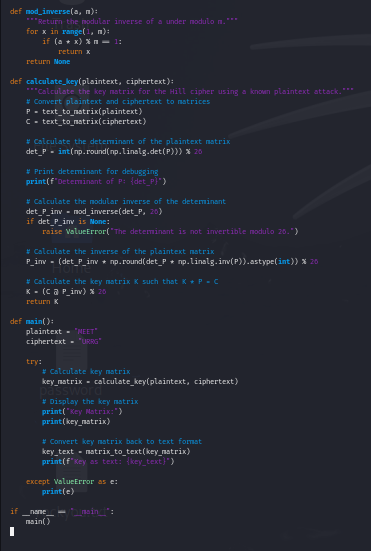 def mod_inverse(a, m):
    """Return the modular inverse of a under modulo m."""
    for x in range(1, m):
        if (a * x) % m == 1:
            return x
    return None

def calculate_key(plaintext, ciphertext):
    """Calculate the key matrix for the Hill cipher using a known plaintext attack."""
    # Convert plaintext and ciphertext to matrices
    P = text_to_matrix(plaintext)
    C = text_to_matrix(ciphertext)

    # Calculate the determinant of the plaintext matrix
    det_P = int(np.round(np.linalg.det(P))) % 26

    # Print determinant for debugging
    print(f"Determinant of P: {det_P}")

    # Calculate the modular inverse of the determinant
    det_P_inv = mod_inverse(det_P, 26)
    if det_P_inv is None:
        raise ValueError("The determinant is not invertible modulo 26.")

    # Calculate the inverse of the plaintext matrix
    P_inv = (det_P_inv * np.round(det_P * np.linalg.inv(P)).astype(int)) % 26

    # Calculate the key matrix K such that K * P = C
    K = (C @ P_inv) % 26
    return K

def main():
    plaintext = "MEET"
    ciphertext =

    try:
        # Calculate key matrix
        key_matrix = calculate_key(plaintext, ciphertext)

        # Display the key matrix
        print("Key Matrix:")
        print(key_matrix)

        # Convert key matrix back to text format
        key_text = matrix_to_text(key_matrix)
        print(f"Key as text: {key_text}")

    except ValueError as e:
        print(e)

if __name__ == "__main__":
    main()